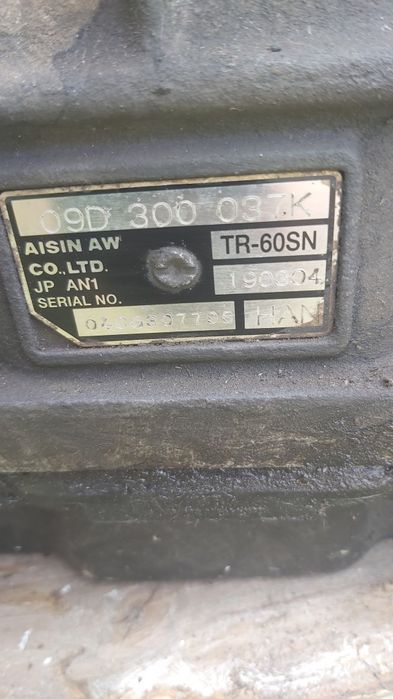 09D 300 037K
AISIN AW
CO.,LTD.
TR-60SN
JP AN1
190304
SERIAL NO.
HAN